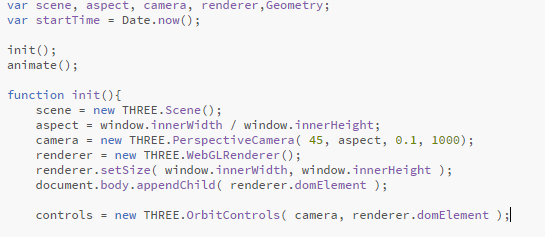 var scene, aspect, camera, renderer,Geometry;
var startTime = Date.now();
init();
animate();
function init(){
scene = new THREE.Scene();
aspect = window.innerWidth / window.innerHeight;
camera = new THREE.PerspectiveCamera( 45, aspect, 0.1, 1000);
renderer = new THREE.WebGLRenderer();
renderer.setSize( window.innerWidth, window.innerHeight );
document.body.appendChild( renderer.domElement );
controls = new THREE.OrbitControls( camera, renderer.domElement );